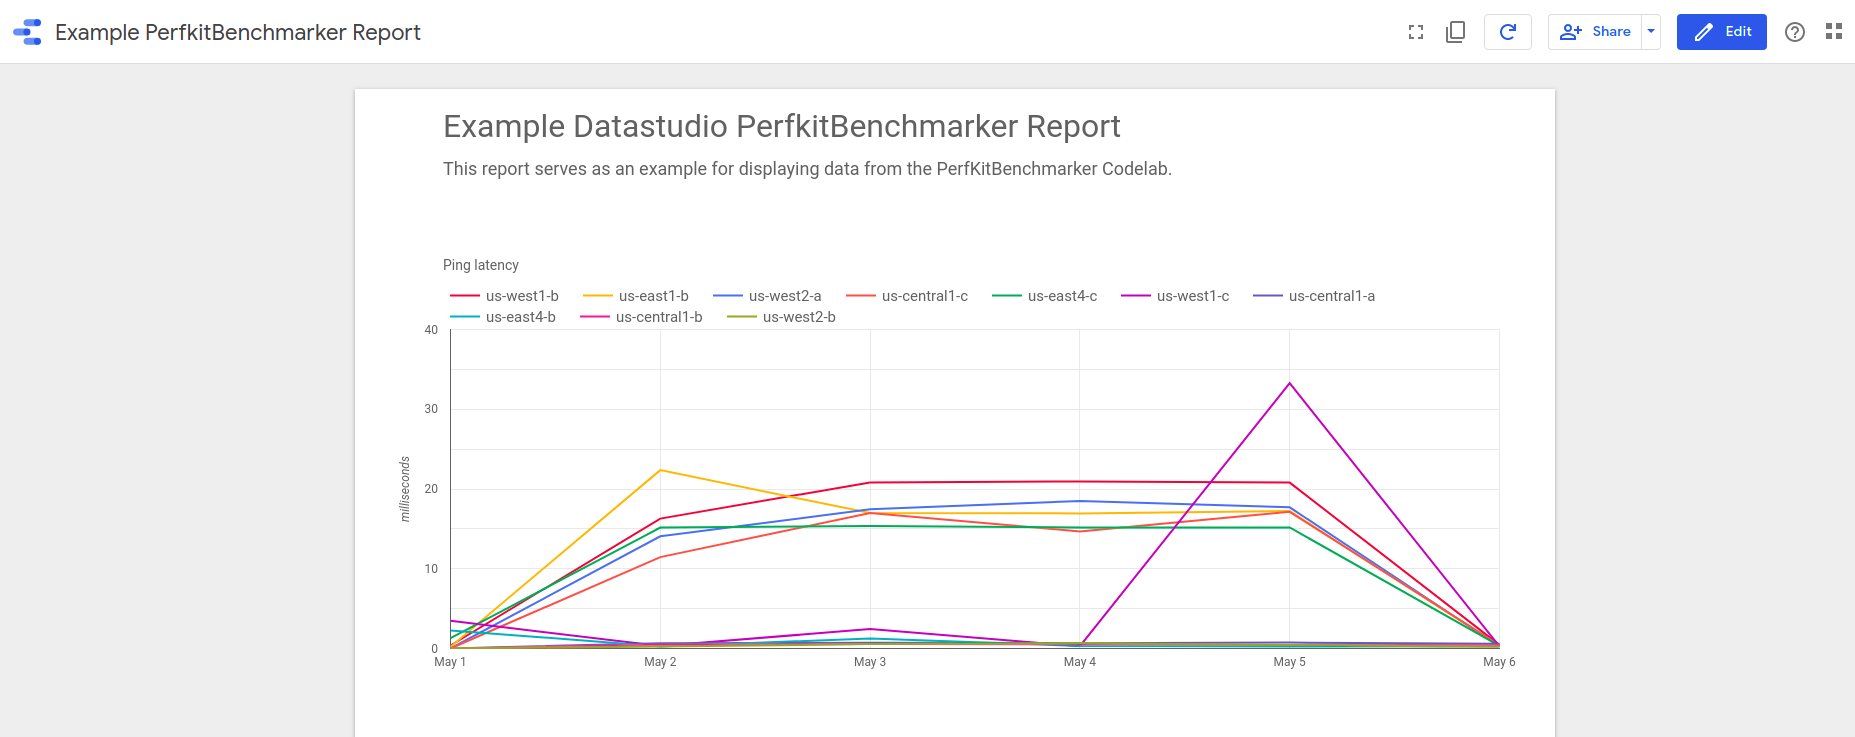 Example PerfkitBenchmarker Report
Share
Edit
Example Datastudio PerfkitBenchmarker Report
This report serves as an example for displaying data from the PerfKitBenchmarker Codelab.
Ping latency
us-west1-b us-east1-b us-west2-a us-central1-c us-east4-c us-west1-c us-central1-a
us-east4-b us-central1-b us-west2-b
40
30
20
10
0
milliseconds
May 1 May 2 May 3 May 4 May 5 May 6